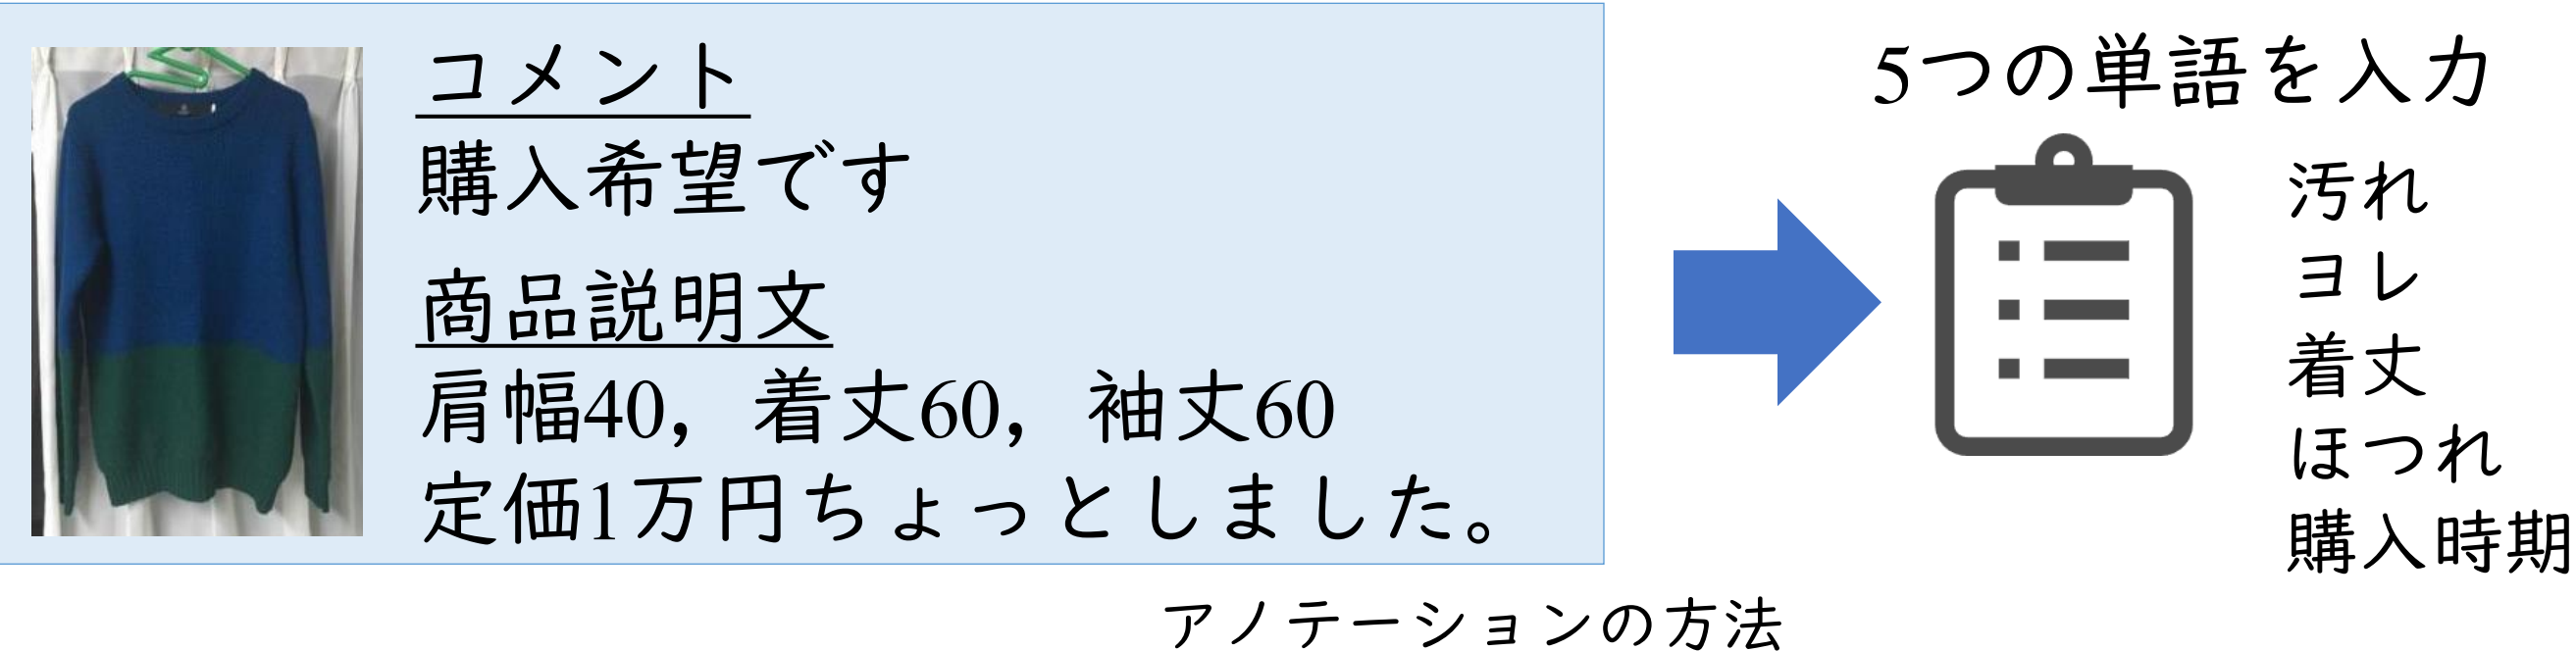 コメント
購入希望です
商品説明文
肩幅40，着丈60，袖丈60
定価1万円ちょっとしました。
5つの単語を入力
汚れ
ヨレ
着丈
ほつれ
購入時期
アノテーションの方法